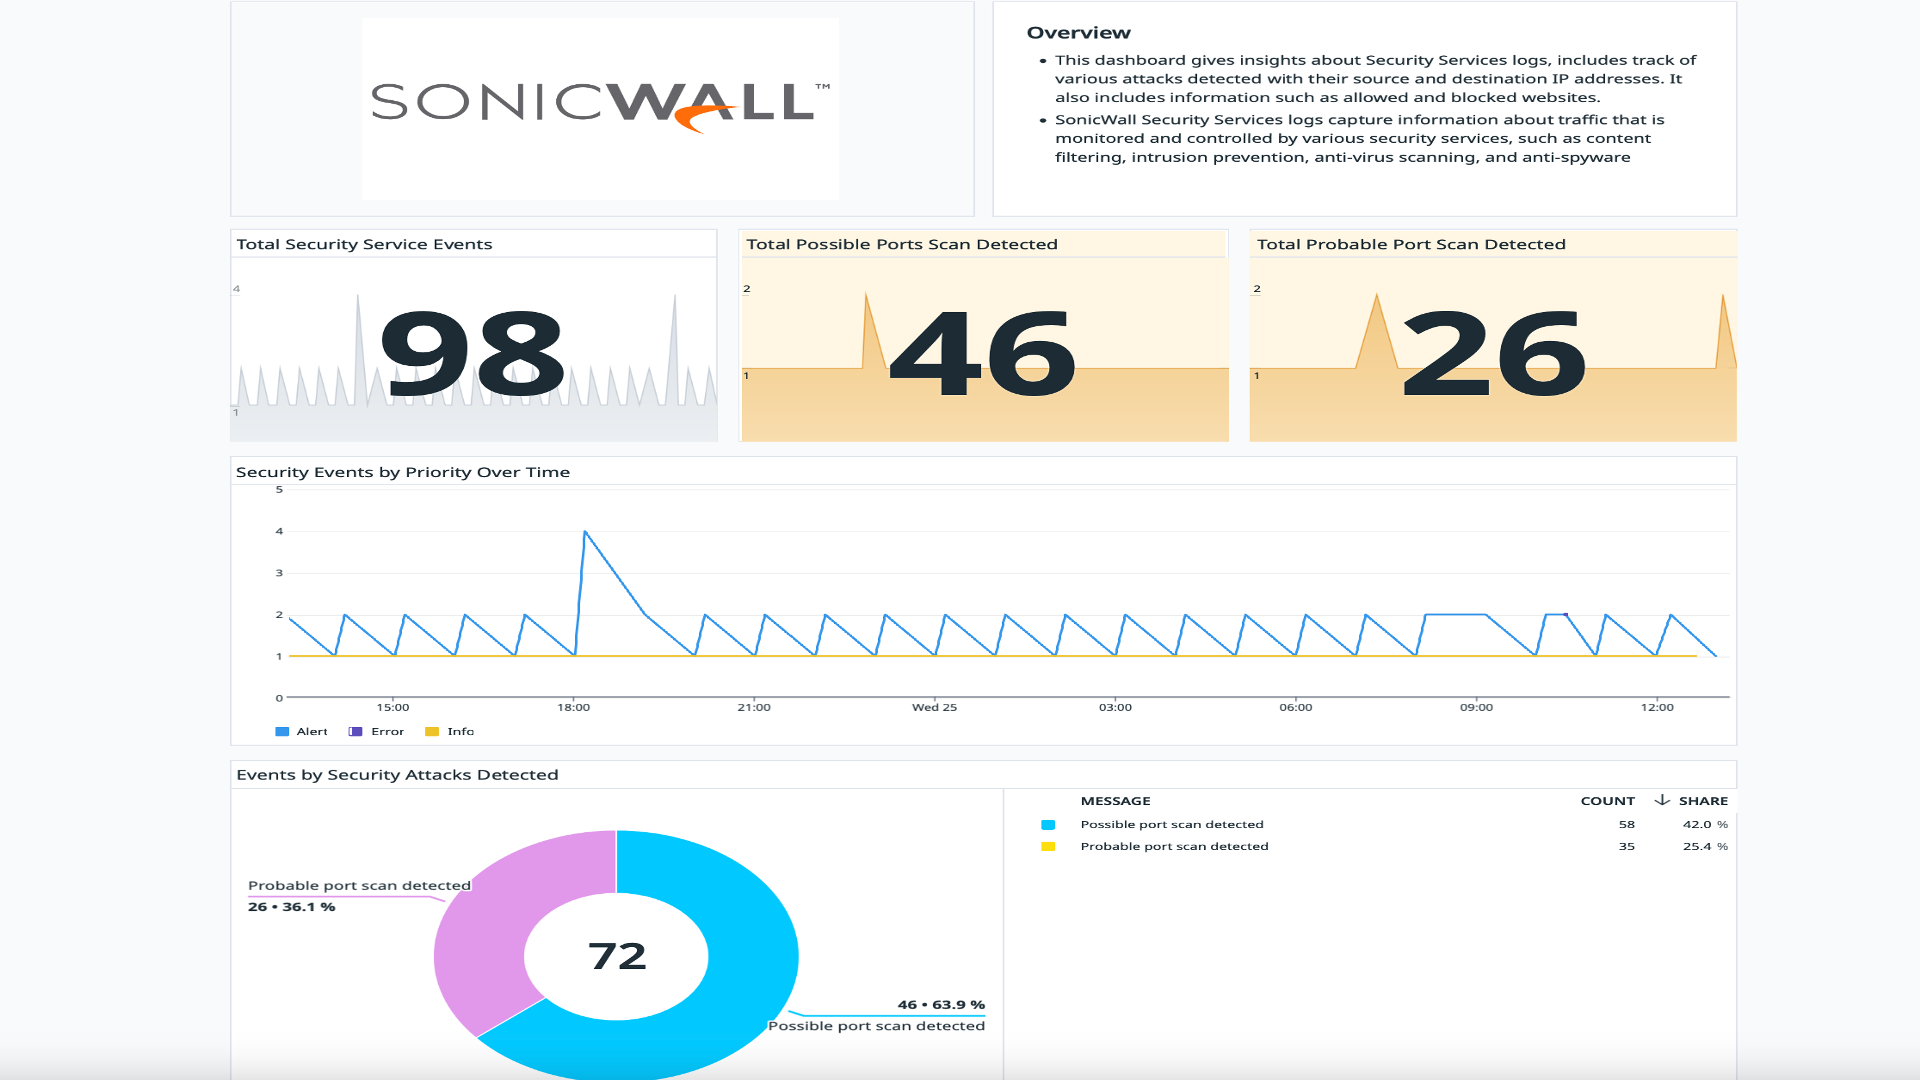 SONICWALL™
Overview
• This dashboard gives insights about Security Services logs, includes track of
various attacks detected with their source and destination IP addresses. It
also includes information such as allowed and blocked websites.
• SonicWall Security Services logs capture information about traffic that is
monitored and controlled by various security services, such as content
filtering, intrusion prevention, anti-virus scanning, and anti-spyware
Total Security Service Events
4
98
1
Total Possible Ports Scan Detected
2
46
1
Total Probable Port Scan Detected
2
26
1
Security Events by Priority Over Time
5
4
3
2
1
0
15:00 18:00 21:00 Wed 25 03:00 06:00 09:00 12:00
Alert Error Info
Events by Security Attacks Detected
Probable port scan detected
26 • 36.1 %
72
46 • 63.9 %
Possible port scan detected
MESSAGE COUNT ↓ SHARE
Possible port scan detected 58 42.0 %
Probable port scan detected 35 25.4 %